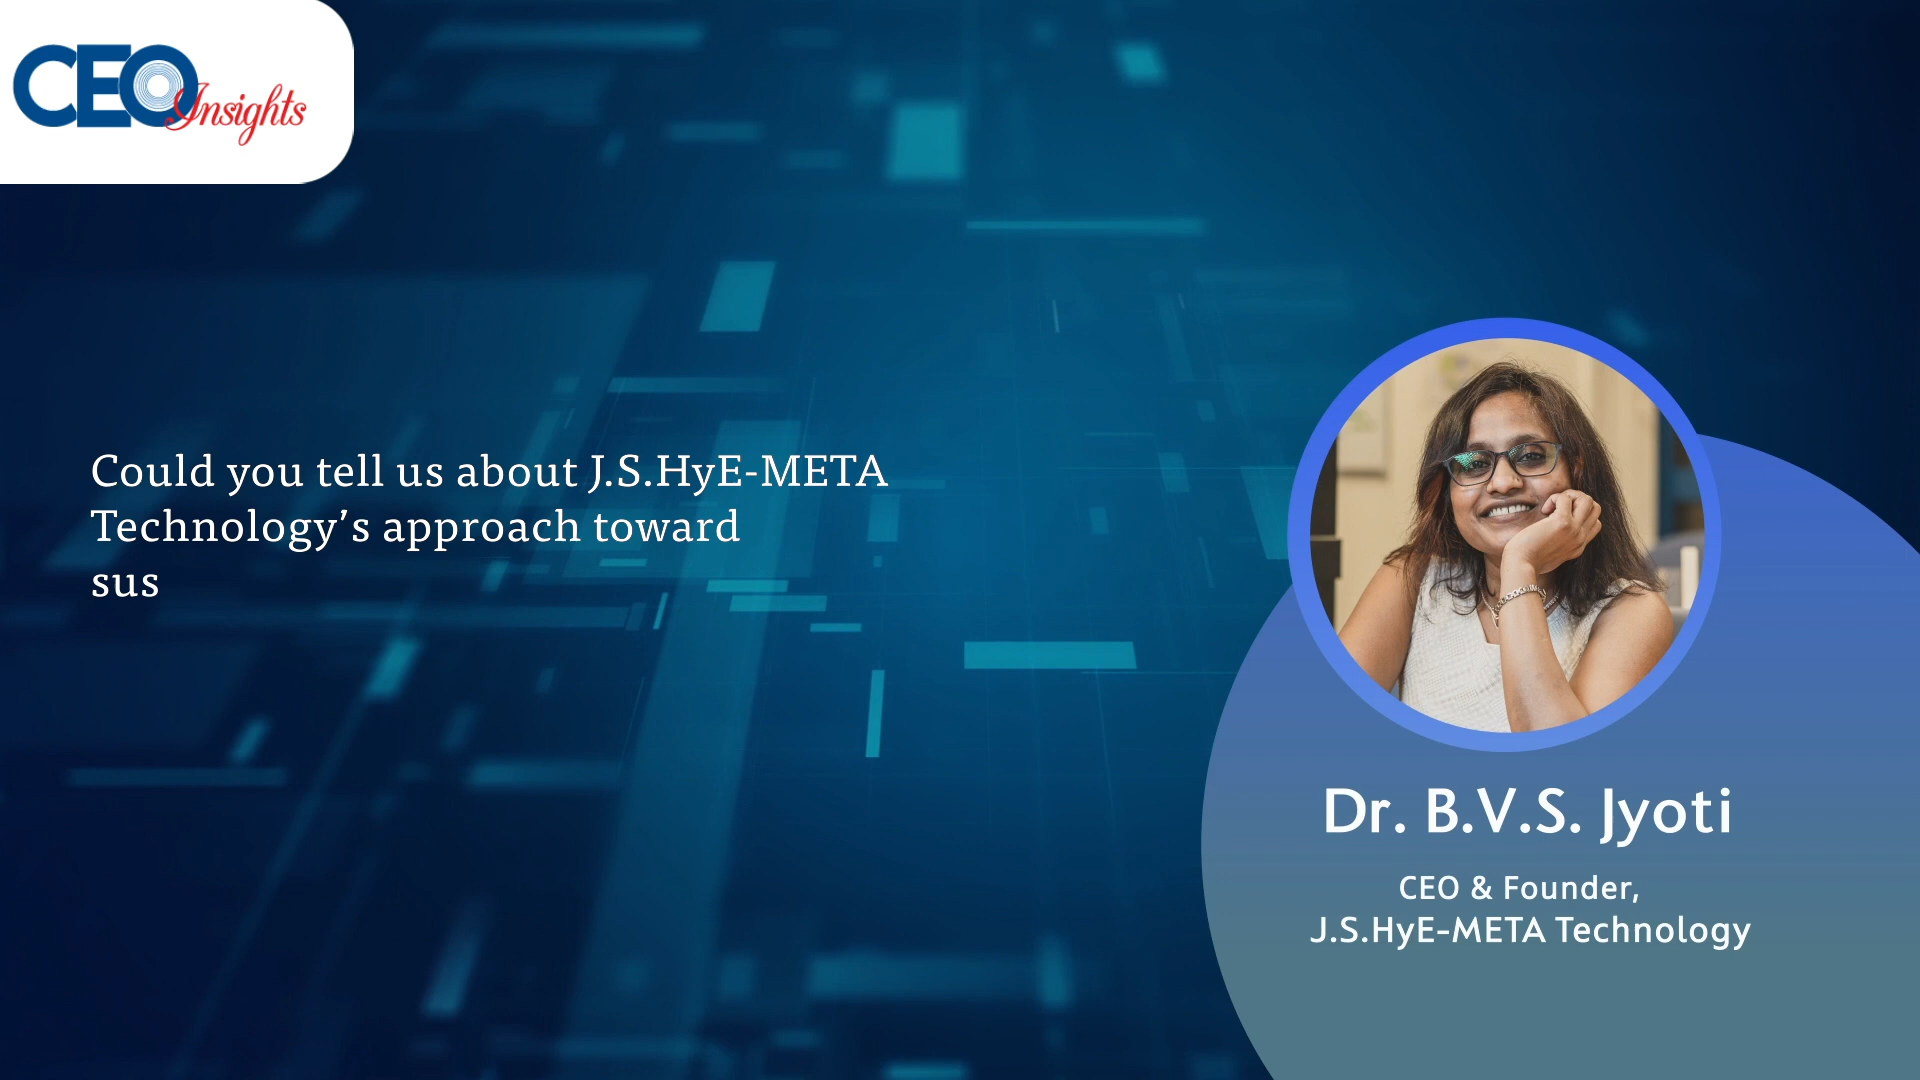 CEO Insights
Could you tell us about J.S.HyE-META
Technology’s approach toward
sus
Dr. B.V.S. Jyoti
CEO & Founder,
J.S.HyE-META Technology